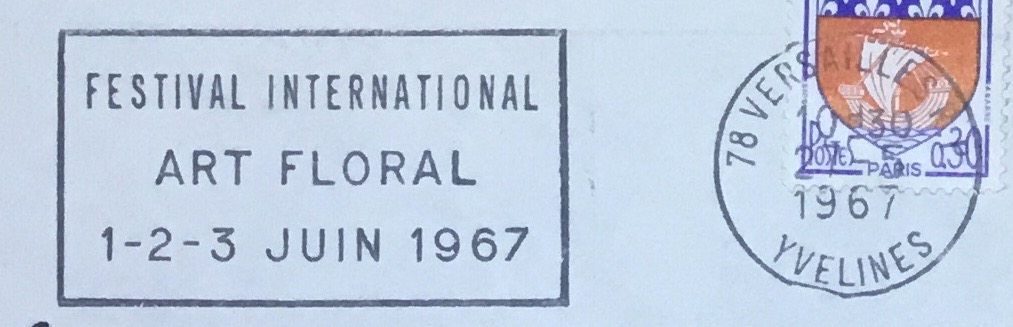 FESTIVAL INTERNATIONAL
ART FLORAL
1-2-3 JUIN 1967
78 VERSAILLES
1967
YVELINES
POSTES
0,30
PARIS